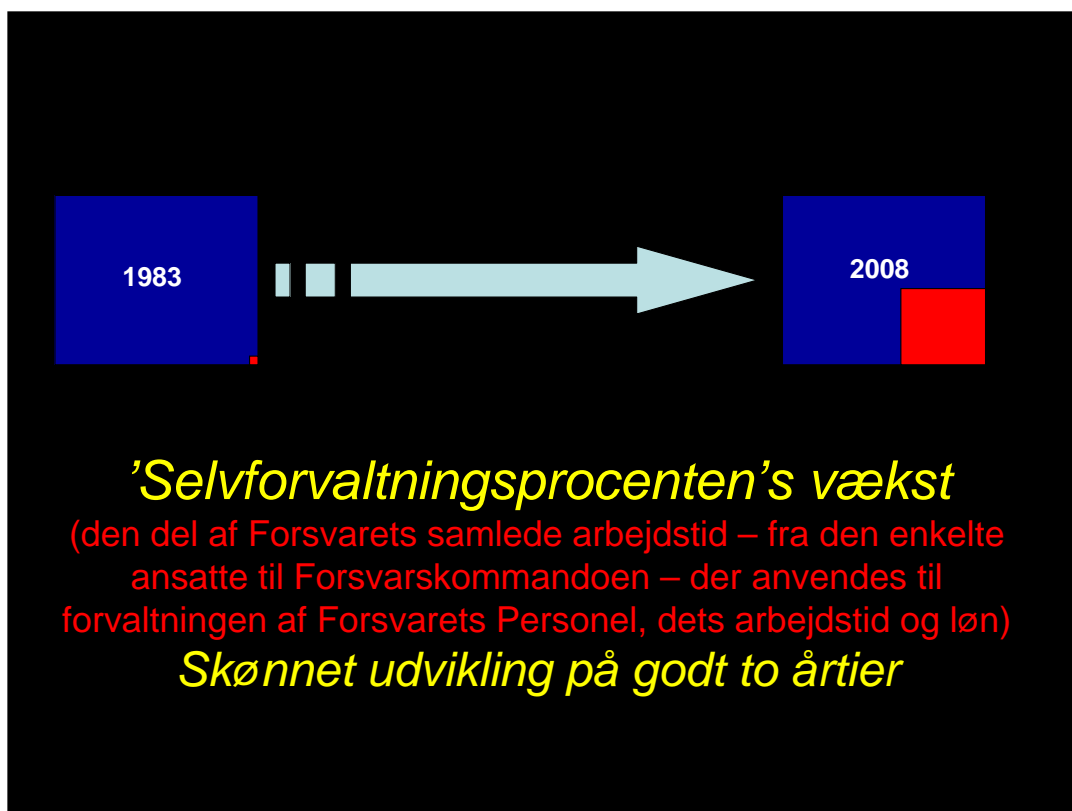 1983
2008
’Selvforvaltningsprocenten’s vækst
(den del af Forsvarets samlede arbejdstid – fra den enkelte
ansatte til Forsvarskommandoen – der anvendes til
forvaltningen af Forsvarets Personel, dets arbejdstid og løn)
Skønnet udvikling på godt to årtier